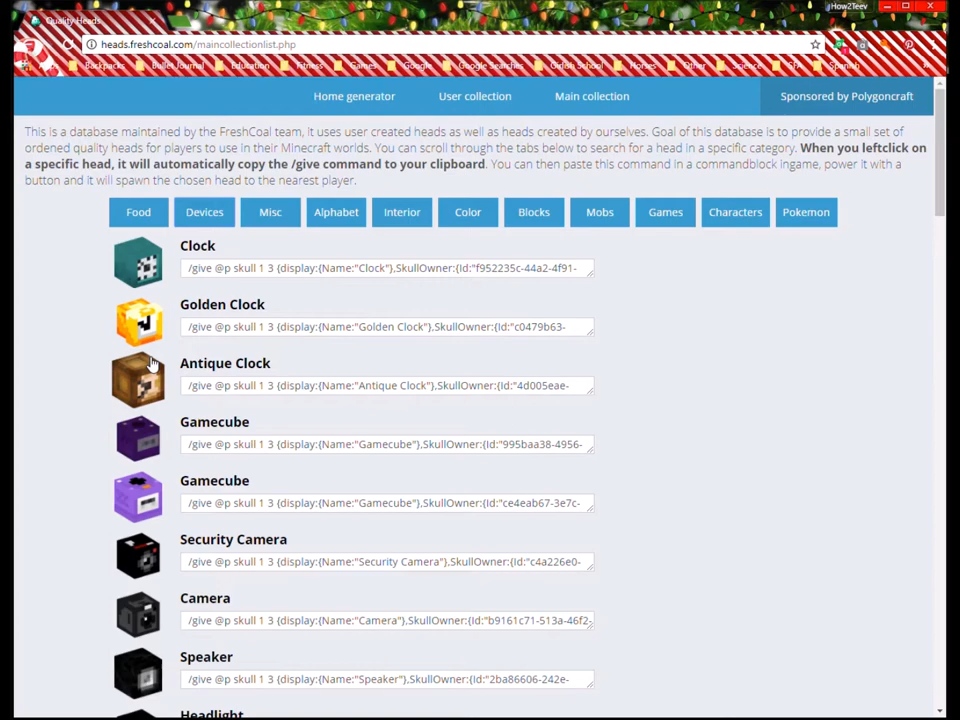 Quality Heads
jHow2Teev
heads.freshcoal.com/maincollectionlist.php
Backpacks Bullet Journal Education Fitness Games Google Google Searches Girlish School Horses Other Science SFA Spanish
Home generator User collection Main collection Sponsored by Polygoncraft
This is a database maintained by the FreshCoal team, it uses user created heads as well as heads created by ourselves. Goal of this database is to provide a small set of
ordened quality heads for players to use in their Minecraft worlds. You can scroll through the tabs below to search for a head in a specific category. When you leftclick on
a specific head, it will automatically copy the /give command to your clipboard. You can then paste this command in a commandblock ingame, power it with a
button and it will spawn the chosen head to the nearest player.
Food Devices Misc Alphabet Interior Color Blocks Mobs Games Characters Pokemon
Clock
/give @p skull 1 3 {display:{Name:"Clock"},SkullOwner:{Id:"f952235c-44a2-4f91-
Golden Clock
/give @p skull 1 3 {display:{Name:"Golden Clock"},SkullOwner:{Id:"c0479b63-
Antique Clock
/give @p skull 1 3 {display:{Name:"Antique Clock"},SkullOwner:{Id:"4d005eae-
Gamecube
/give @p skull 1 3 {display:{Name:"Gamecube"},SkullOwner:{Id:"995baa38-4956-
Gamecube
/give @p skull 1 3 {display:{Name:"Gamecube"},SkullOwner:{Id:"ce4eab67-3e7c-
Security Camera
/give @p skull 1 3 {display:{Name:"Security Camera"},SkullOwner:{Id:"c4a226e0-
Camera
/give @p skull 1 3 {display:{Name:"Camera"},SkullOwner:{Id:"b9161c71-513a-46f2-
Speaker
/give @p skull 1 3 {display:{Name:"Speaker"},SkullOwner:{Id:"2ba86606-242e-
Headlight